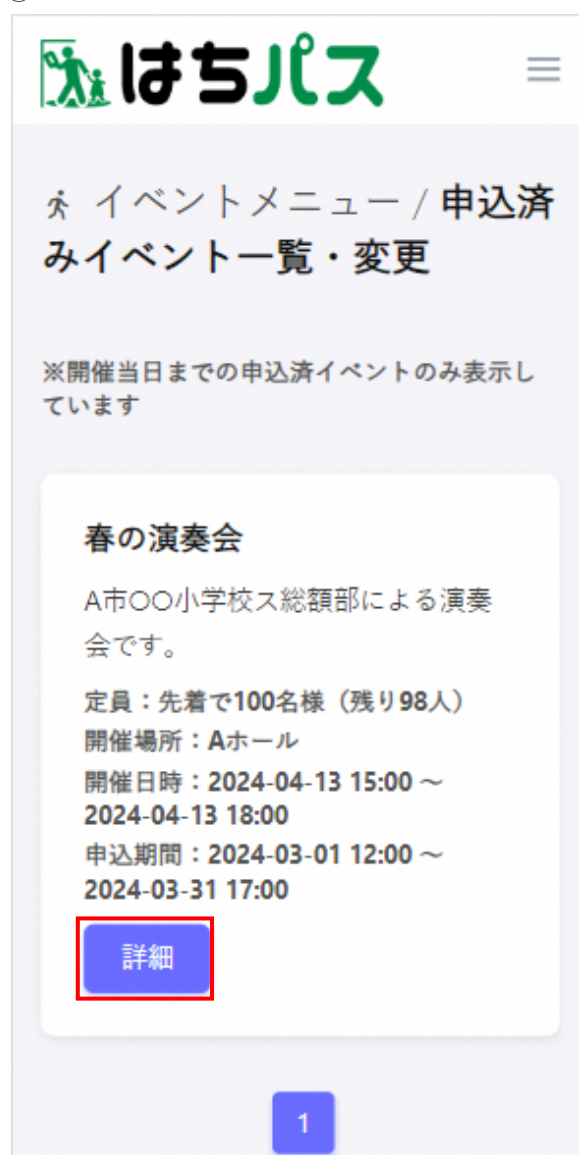 はちパス
イベントメニュー / 申込済
みイベント一覧・変更
※開催当日までの申込済イベントのみ表示し
ています
春の演奏会
A市〇〇小学校ス総額部による演奏
会です。
定員：先着で100名様（残り98人）
開催場所：Aホール
開催日時：2024-04-13 15:00 ～
2024-04-13 18:00
申込期間：2024-03-01 12:00 ～
2024-03-31 17:00
詳細
1